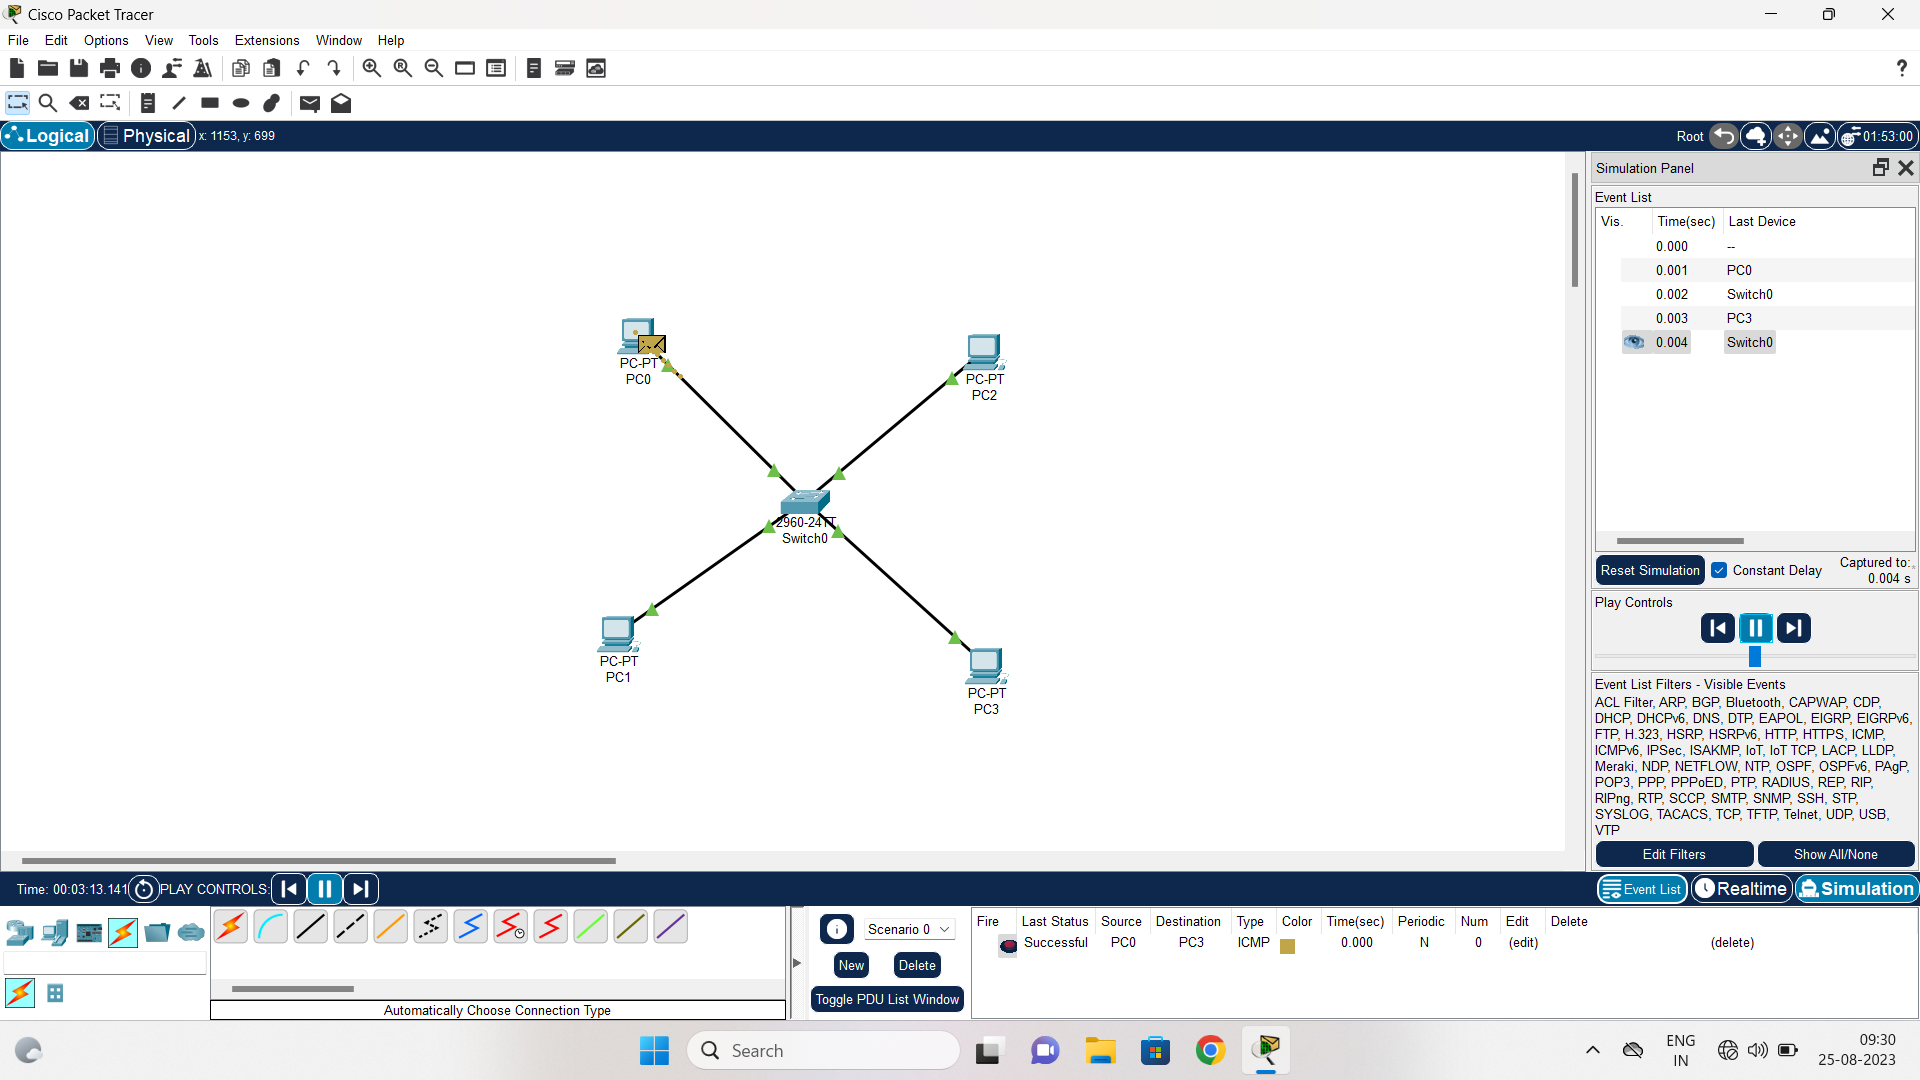 Cisco Packet Tracer
File Edit Options View Tools Extensions Window Help
?
Logical Physical x: 1153, y: 699 Root 01:53:00
Simulation Panel
Event List
Vis. Time(sec) Last Device
0.000 --
0.001 PC0
0.002 Switch0
0.003 PC3
0.004 Switch0
PC-PT
PC0
PC-PT
PC2
2960-24TT
Switch0
PC-PT
PC1
PC-PT
PC3
Reset Simulation Constant Delay Captured to:
0.004 s
Play Controls
Event List Filters - Visible Events
ACL Filter, ARP, BGP, Bluetooth, CAPWAP, CDP,
DHCP, DHCPv6, DNS, DTP, EAPOL, EIGRP, EIGRPv6,
FTP, H.323, HSRP, HSRPv6, HTTP, HTTPS, ICMP,
ICMPv6, IPSec, ISAKMP, IoT, IoT TCP, LACP, LLDP,
Meraki, NDP, NETFLOW, NTP, OSPF, OSPFv6, PAgP,
POP3, PPP, PPPoED, PTP, RADIUS, REP, RIP,
RIPng, RTP, SCCP, SMTP, SNMP, SSH, STP,
SYSLOG, TACACS, TCP, TFTP, Telnet, UDP, USB,
VTP
Edit Filters Show All/None
Time: 00:03:13.141 PLAY CONTROLS: Event List Realtime Simulation
Scenario 0
New Delete
Toggle PDU List Window
Fire Last Status Source Destination Type Color Time(sec) Periodic Num Edit Delete
Successful PC0 PC3 ICMP 0.000 N 0 (edit) (delete)
Automatically Choose Connection Type
Search
ENG
IN
09:30
25-08-2023